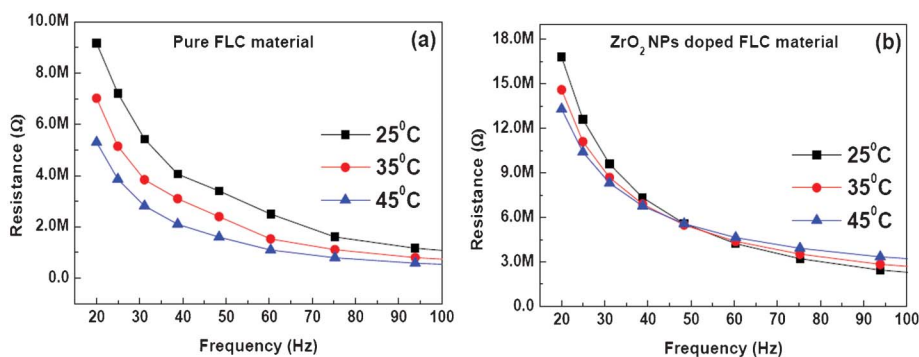 Pure FLC material
(a)
10.0M
8.0M
6.0M
4.0M
2.0M
0.0
Resistance (Ω)
25⁰C
35⁰C
45⁰C
20 30 40 50 60 70 80 90 100
Frequency (Hz)
ZrO₂ NPs doped FLC material
(b)
18.0M
15.0M
12.0M
9.0M
6.0M
3.0M
0.0
Resistance (Ω)
25⁰C
35⁰C
45⁰C
20 30 40 50 60 70 80 90 100
Frequency (Hz)